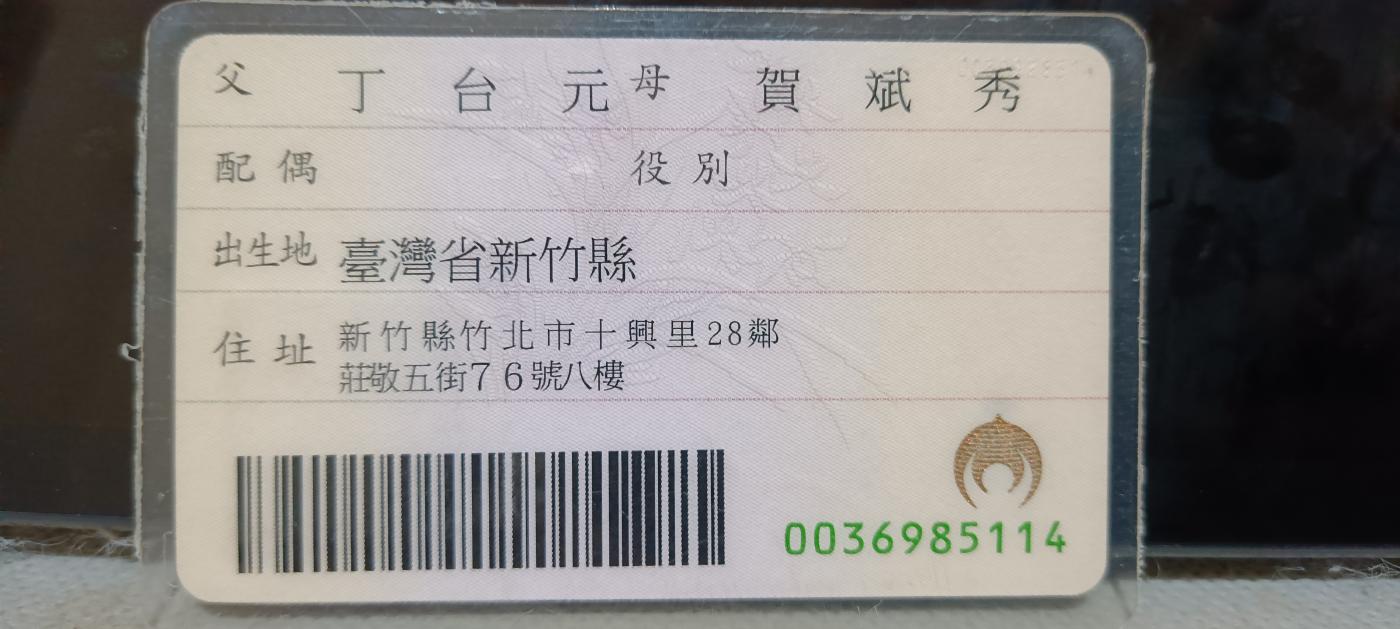 父 丁台元 母 賀斌秀
配偶 役別
出生地 臺灣省新竹縣
住址 新竹縣竹北市十興里28鄰
莊敬五街76號八樓
0036985114